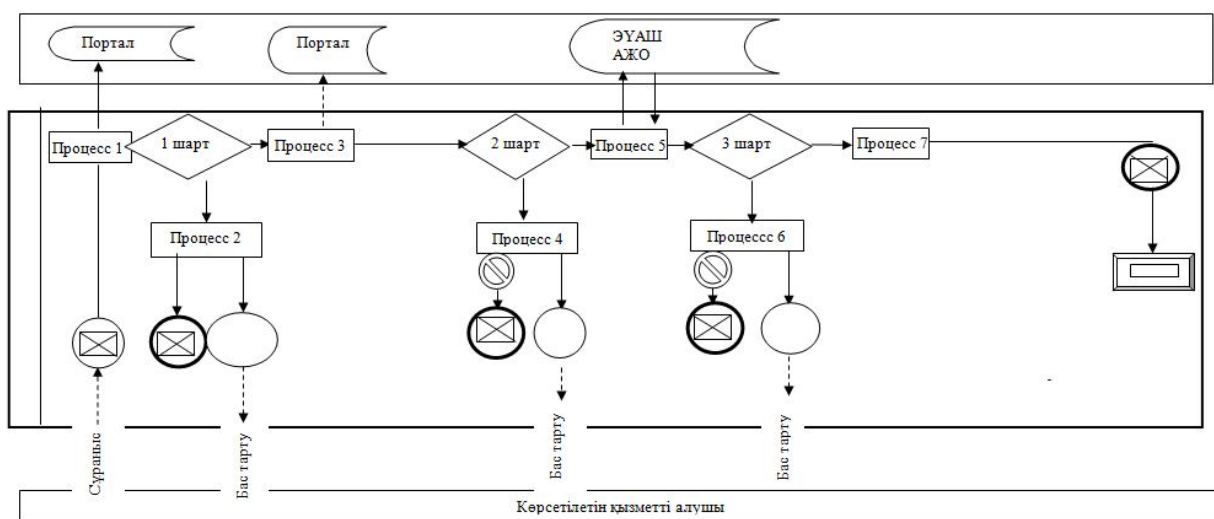 Портал
Портал
ЭҮАШ
АЖО
Процесс 1
1 шарт
Процесс 3
2 шарт
Процесс 5
3 шарт
Процесс 7
Процесс 2
Процесс 4
Процессс 6
Сұраныс
Бас тарту
Бас тарту
Бас тарту
Көрсетілетін қызметті алушы